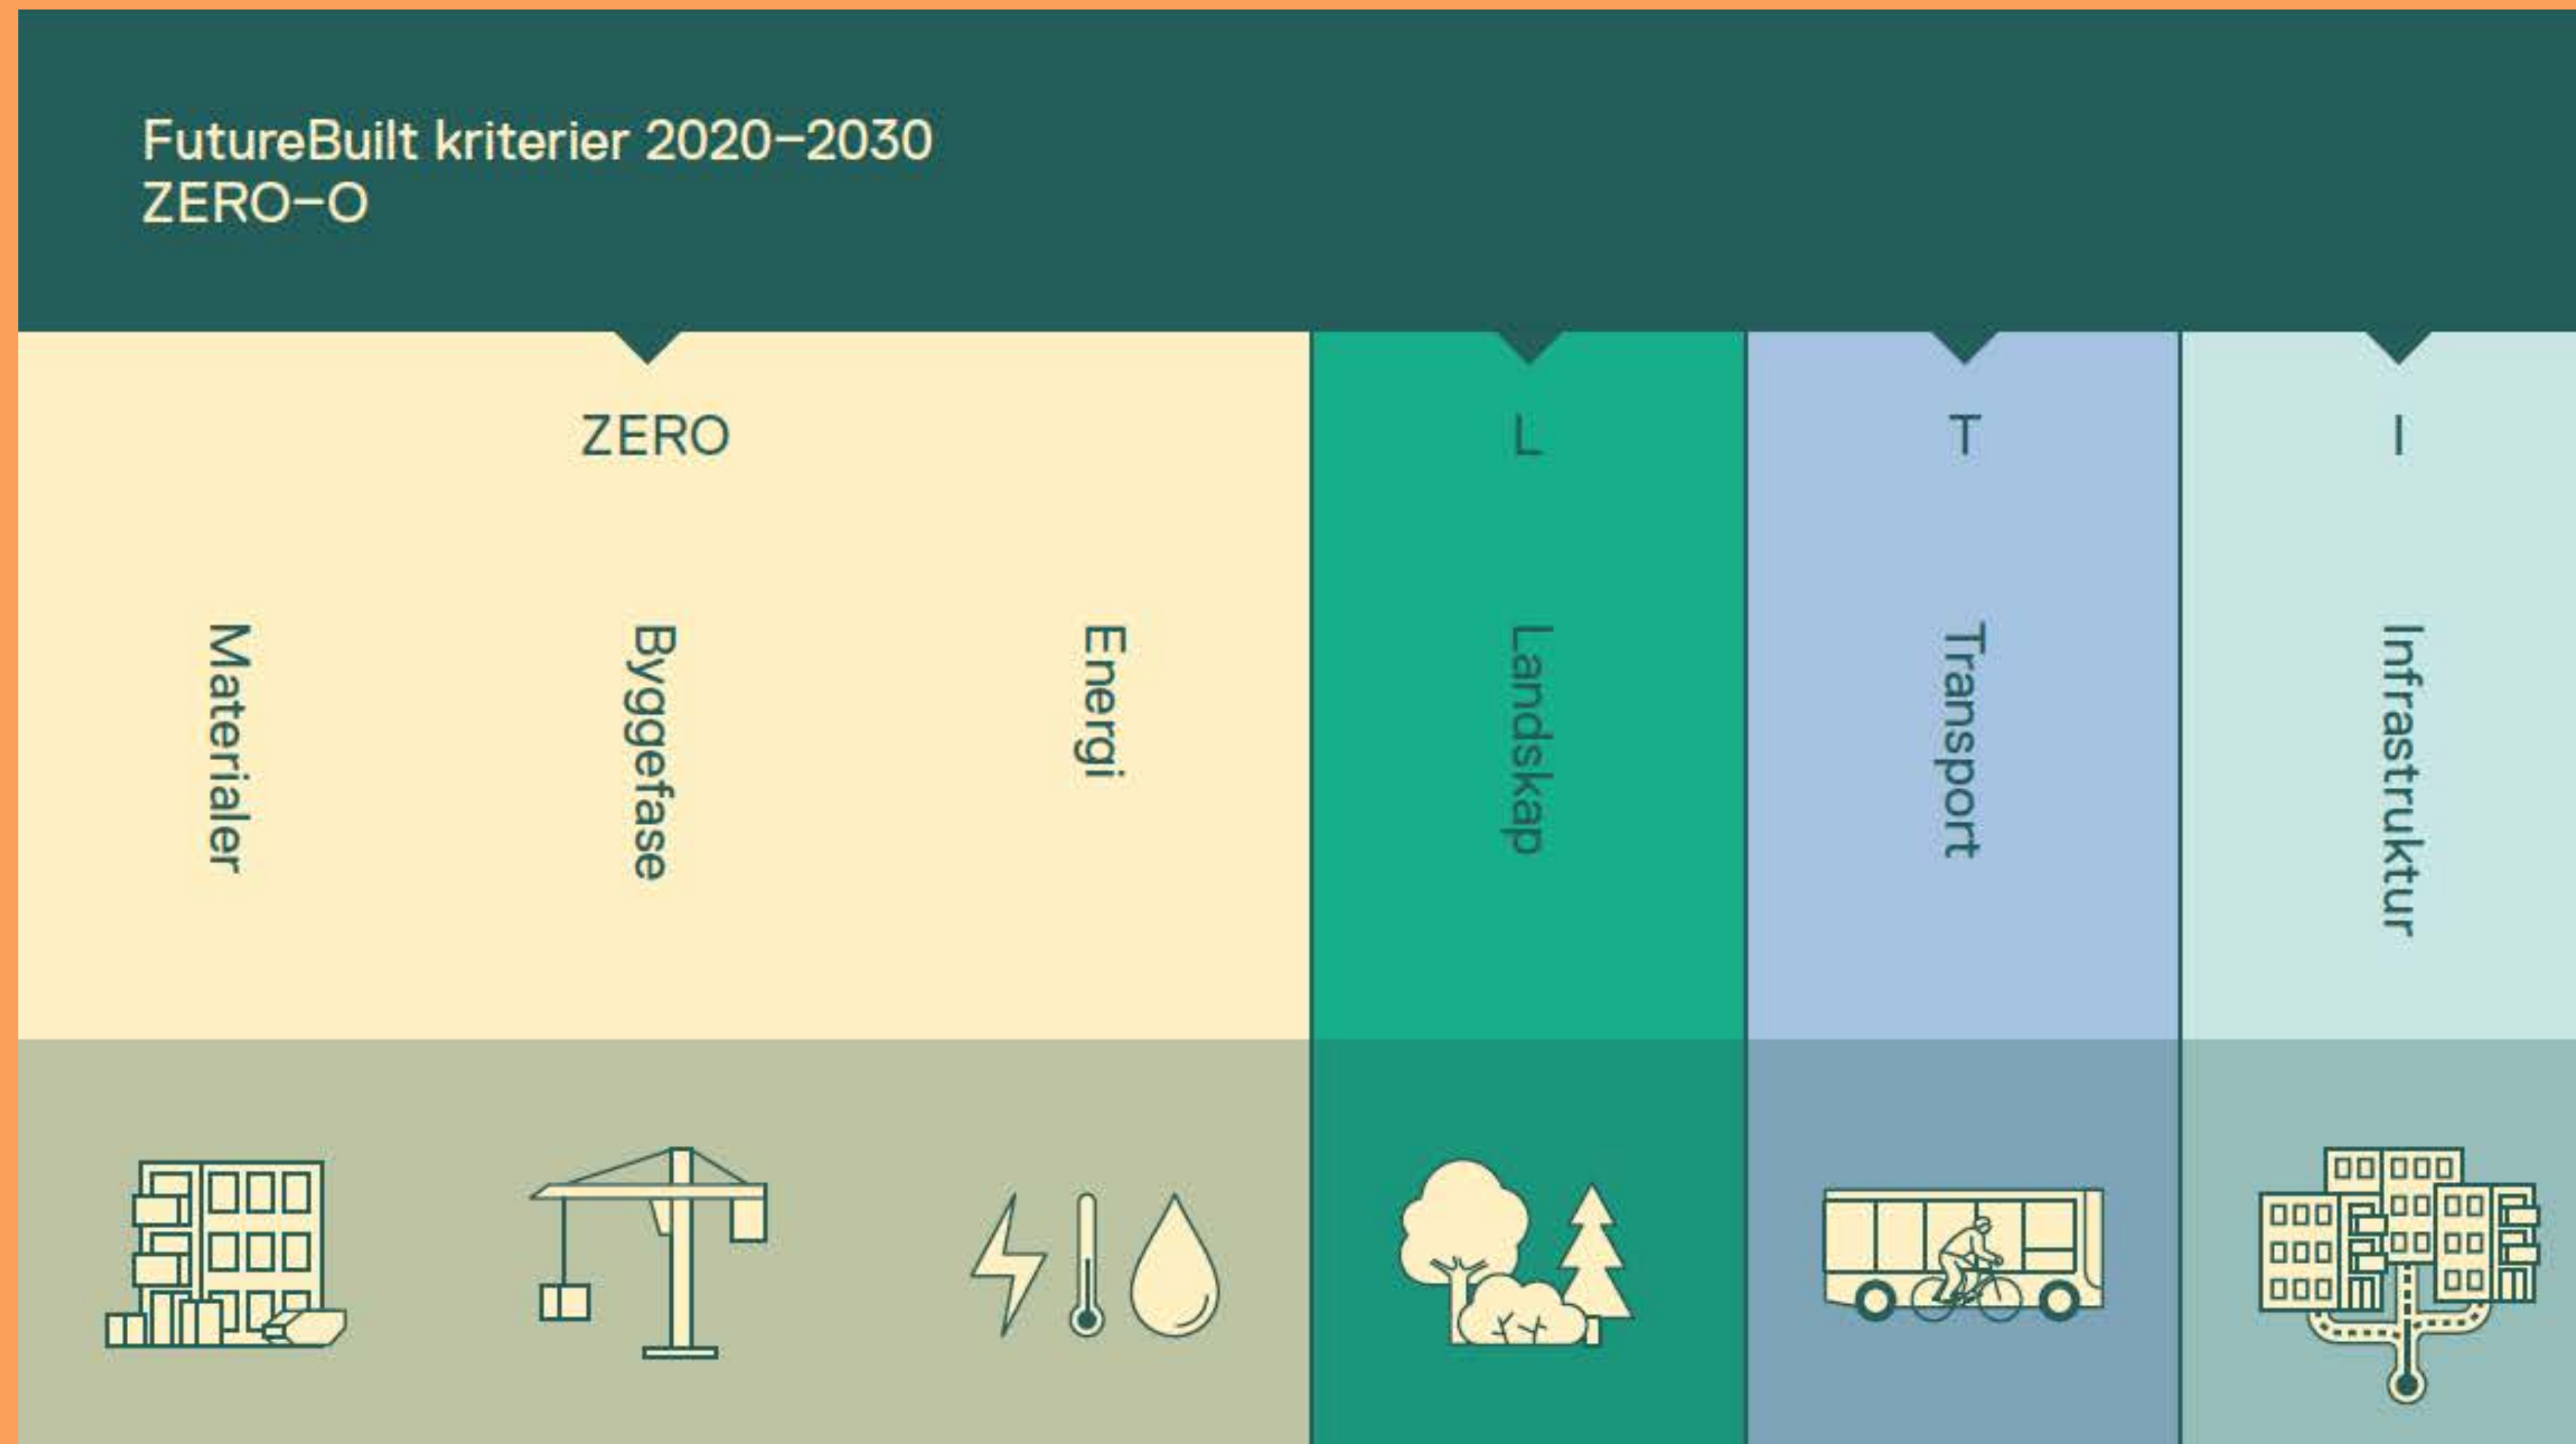 FutureBuilt kriterier 2020–2030
ZERO–O
ZERO
L
T
I
Materialer
Byggefase
Energi
Landskap
Transport
Infrastruktur